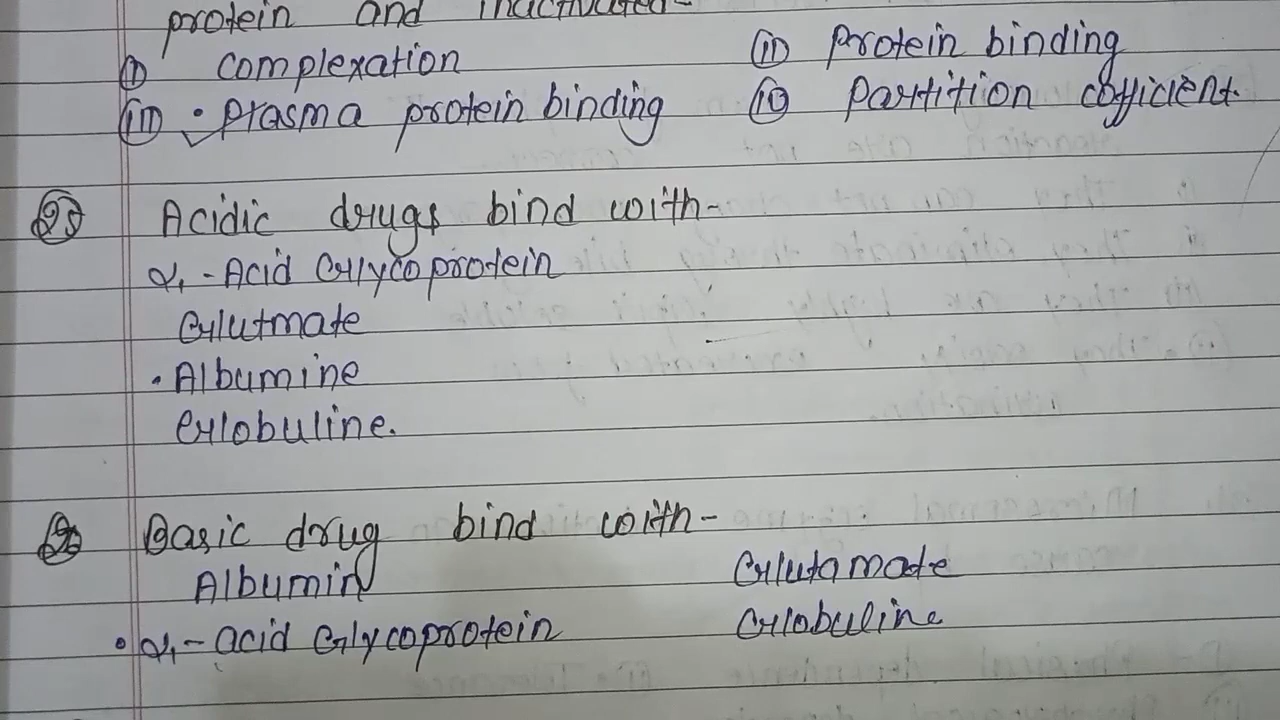 protein and inactivated-
(i) complexation (ii) Protein binding
(iii) • Plasma protein binding (iv) Partition cofficient.
25 Acidic drugs bind with-
α₁ - Acid Glycoprotein
Glutmate
• Albumine
Globuline.
Basic drug bind with-
Albumin Glutamate
• α₁ - acid Glycoprotein Globuline